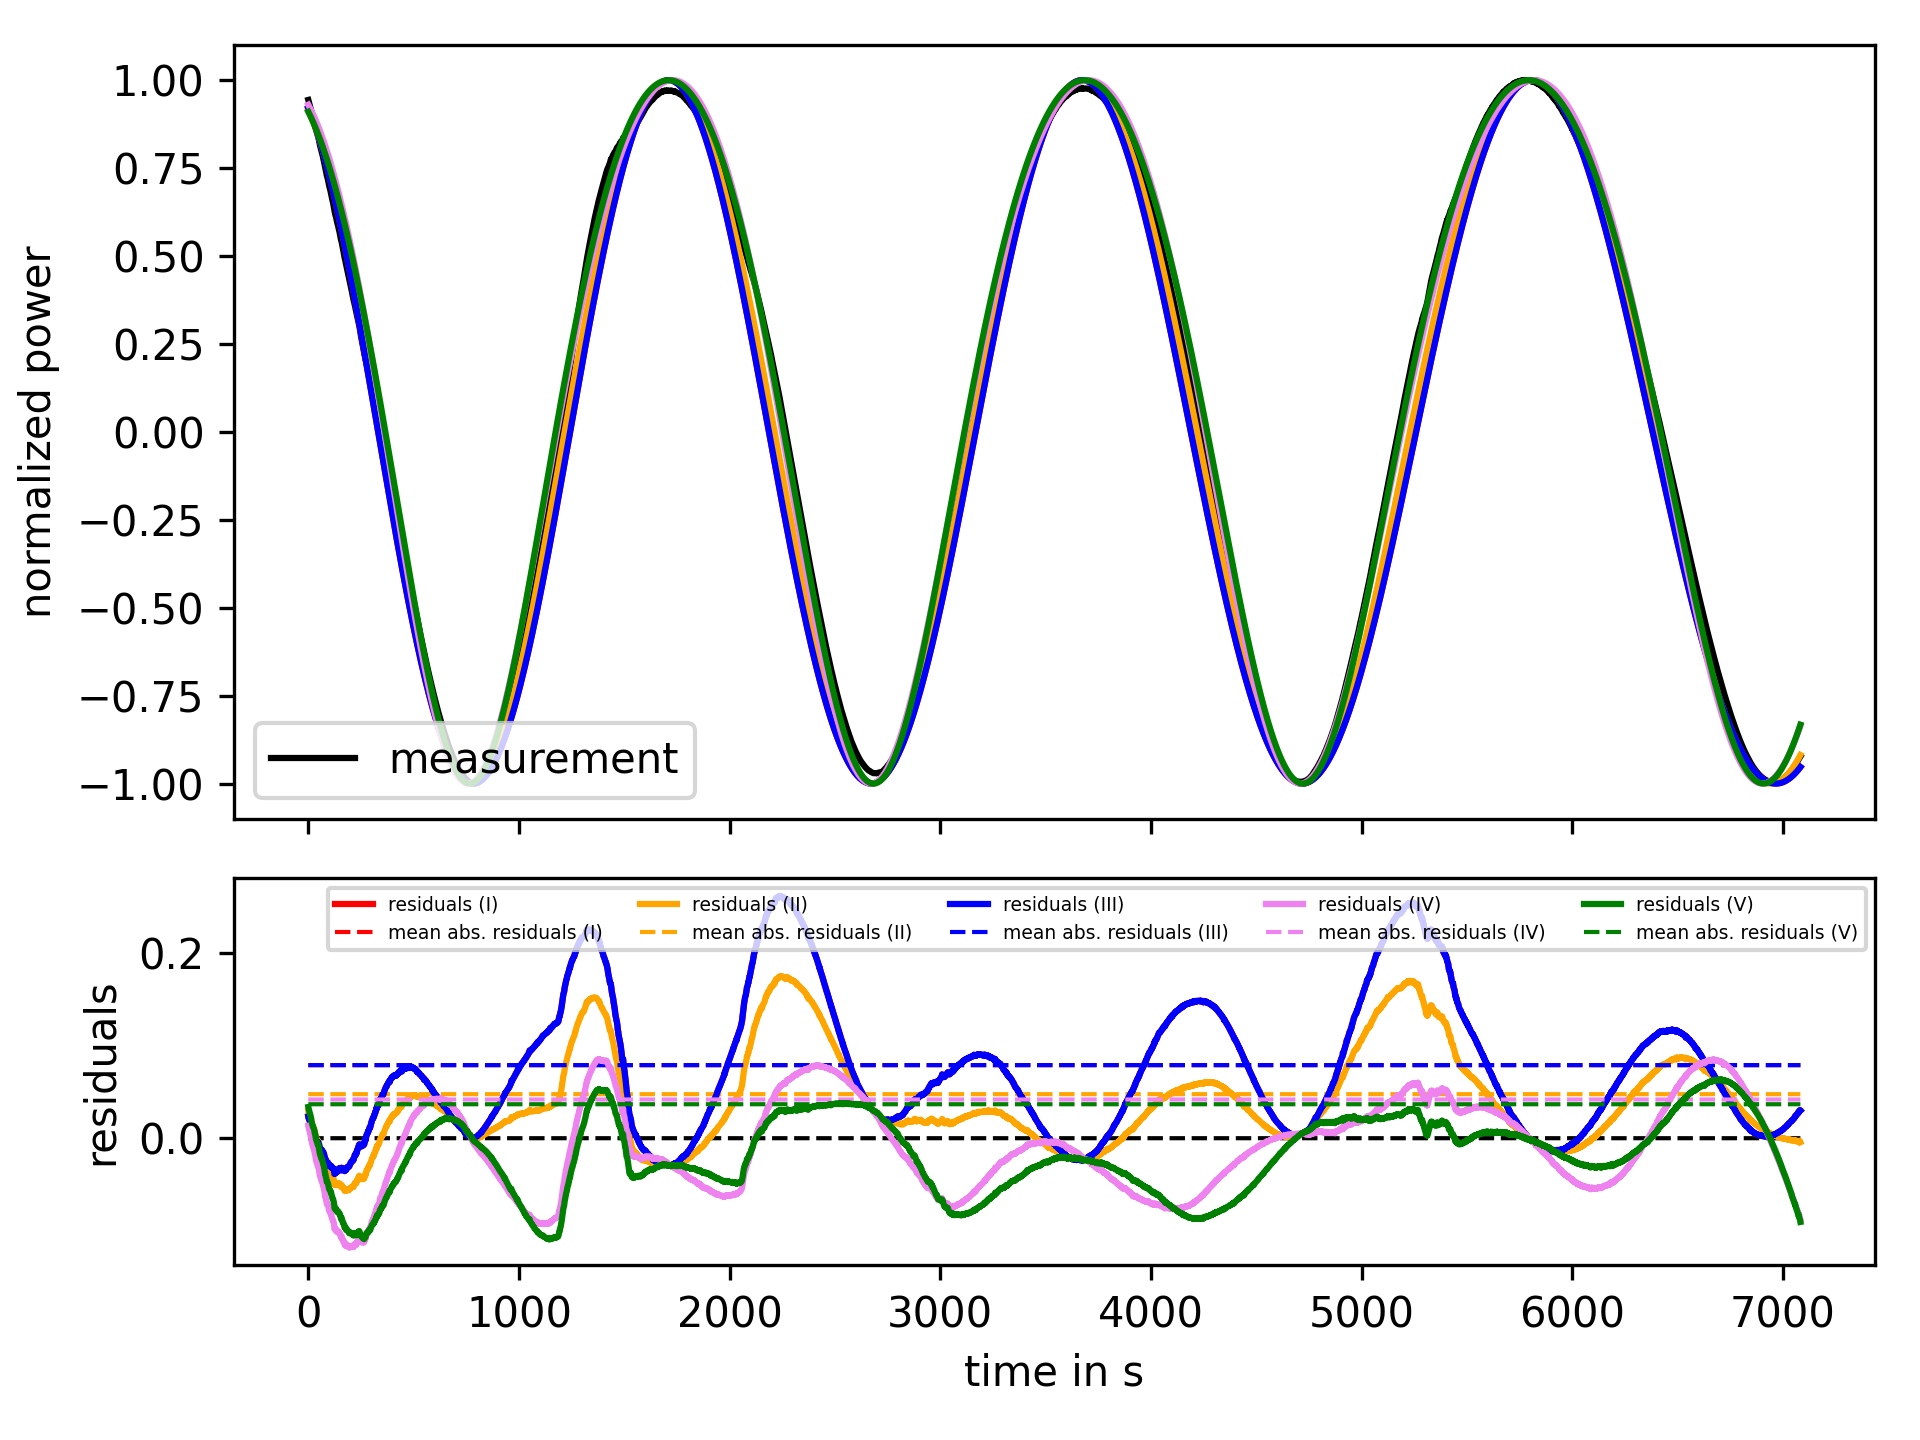 1.00
0.75
0.50
0.25
0.00
−0.25
−0.50
−0.75
−1.00
normalized power
measurement
residuals (I) residuals (II) residuals (III) residuals (IV) residuals (V)
mean abs. residuals (I) mean abs. residuals (II) mean abs. residuals (III) mean abs. residuals (IV) mean abs. residuals (V)
0.2
0.0
residuals
0 1000 2000 3000 4000 5000 6000 7000
time in s